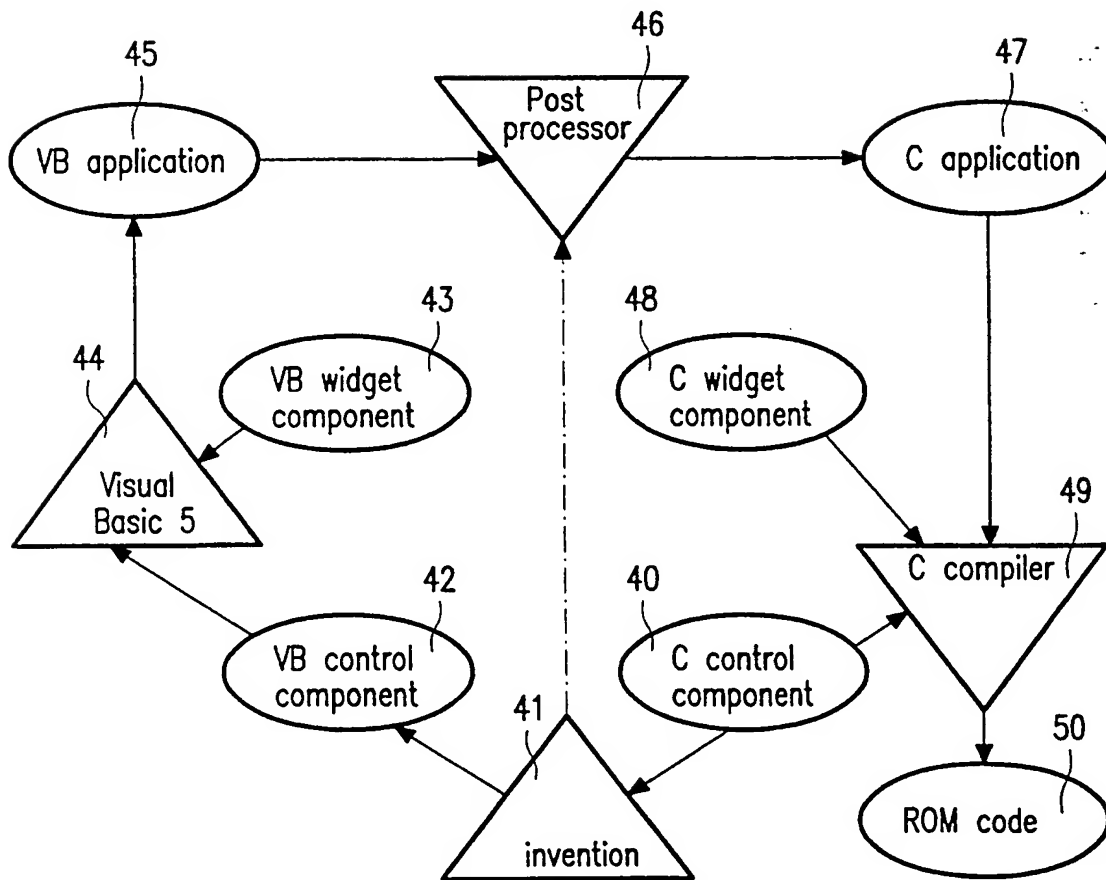 45
46
47
VB application
Post
processor
C application
43
48
44
VB widget
component
C widget
component
Visual
Basic 5
49
C compiler
42
40
VB control
component
C control
component
41
50
invention
ROM code